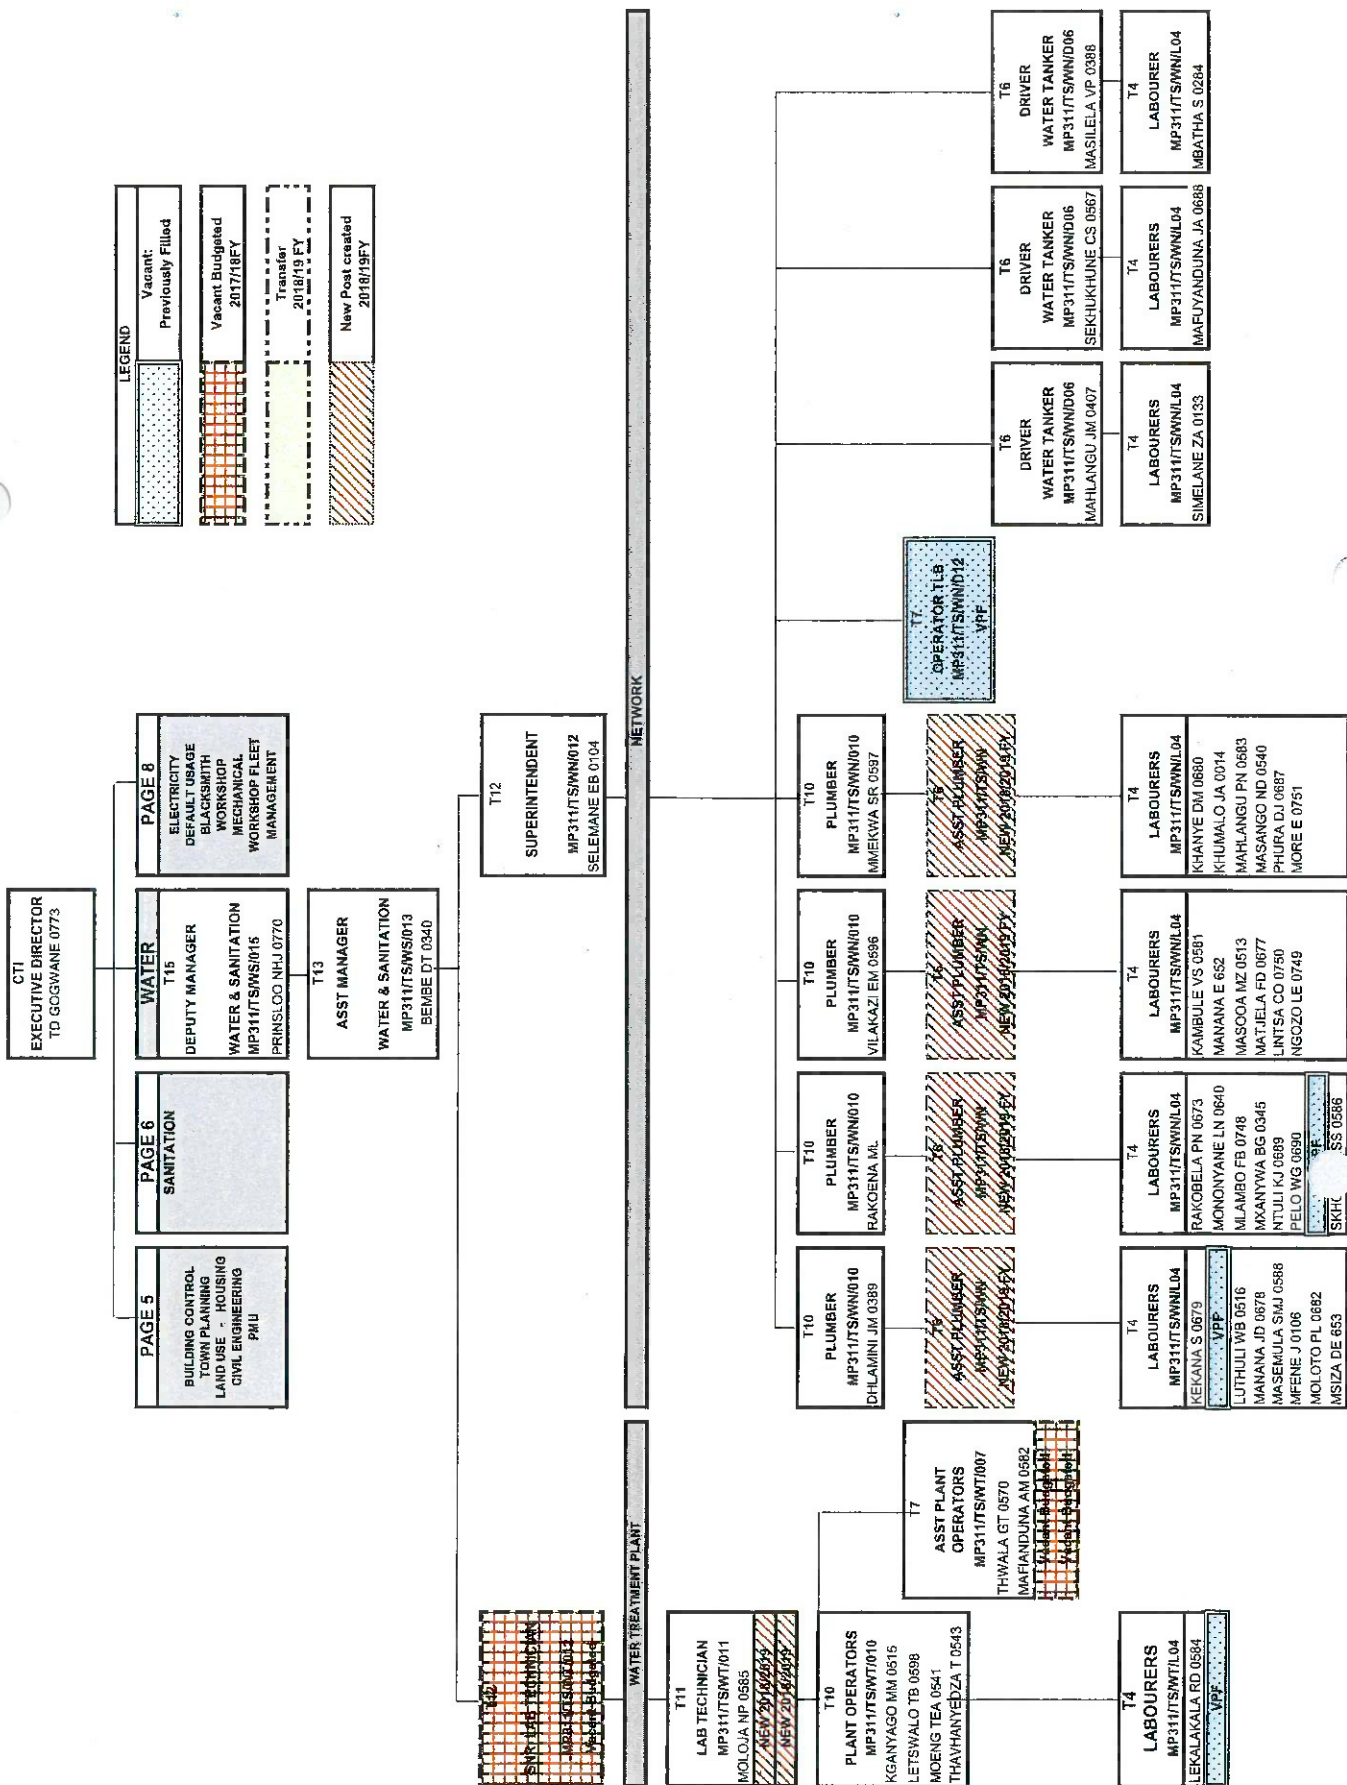 CTI
EXECUTIVE DIRECTOR
TD GOGWANE 0773
LEGEND
Vacant:
Previously Filled
Vacant Budgeted
2017/18FY
Transfer
2018/19 FY
New Post created
2018/19FY
PAGE 5
BUILDING CONTROL
TOWN PLANNING
LAND USE - HOUSING
CIVIL ENGINEERING
PMU
PAGE 6
SANITATION
WATER
T15
DEPUTY MANAGER
WATER & SANITATION
MP311/TS/WS/015
PRINSLOO NHJ 0770
PAGE 8
ELECTRICITY
DEFAULT USAGE
BLACKSMITH
WORKSHOP
MECHANICAL
WORKSHOP FLEET
MANAGEMENT
T13
ASST MANAGER
WATER & SANITATION
MP311/TS/WS/013
BEMBE DT 0340
T12
SNR LAB TECHNICIAN
MP311/TS/WT/012
Vacant Budgeted
T12
SUPERINTENDENT
MP311/TS/WN/012
SELEMANE EB 0104
WATER TREATMENT PLANT
NETWORK
T11
LAB TECHNICIAN
MP311/TS/WT/011
MOLOJA NP 0585
NEW 2018/2019
NEW 2018/2019
T10
PLANT OPERATORS
MP311/TS/WT/010
KGANYAGO MM 0515
LETSWALO TB 0598
MOENG TEA 0541
THAVHANYEDZA T 0543
T7
ASST PLANT
OPERATORS
MP311/TS/WT/007
THWALA GT 0570
MAFIANDUNA AM 0582
Vacant Budgeted
Vacant Budgeted
T4
LABOURERS
MP311/TS/WT/L04
LEKALAKALA RD 0584
VPF
T10
PLUMBER
MP311/TS/WN/010
DHLAMINI JM 0389
T6
ASST PLUMBER
MP311/TS/WN
NEW 2018/2019 FY
T4
LABOURERS
MP311/TS/WN/L04
KEKANA S 0679
VPF
LUTHULI WB 0516
MANANA JD 0678
MASEMULA SMJ 0588
MFENE J 0106
MOLOTO PL 0682
MSIZA DE 653
T10
PLUMBER
MP311/TS/WN/010
RAKOENA ML
T6
ASST PLUMBER
MP311/TS/WN
NEW 2018/2019 FY
T4
LABOURERS
MP311/TS/WN/L04
RAKOBELA PN 0673
MONONYANE LN 0640
MLAMBO FB 0748
MXANYWA BG 0345
NTULI KJ 0689
PELO WG 0690
VPF
SS 0586
T10
PLUMBER
MP311/TS/WN/010
VILAKAZI EM 0596
T6
ASST PLUMBER
MP311/TS/WN
NEW 2018/2019 FY
T4
LABOURERS
MP311/TS/WN/L04
KAMBULE VS 0581
MANANA E 652
MASOOA MZ 0513
MATJELA FD 0677
LINTSA CO 0750
NGOZO LE 0749
T10
PLUMBER
MP311/TS/WN/010
MMEKWA SR 0597
T6
ASST PLUMBER
MP311/TS/WN
NEW 2018/2019 FY
T4
LABOURERS
MP311/TS/WN/L04
KHANYE DM 0680
KHUMALO JA 0014
MAHLANGU PN 0683
MASANGO ND 0540
PHURA DJ 0687
MORE E 0751
T7
OPERATOR TLB
MP311/TS/WN/D12
VPF
T6
DRIVER
WATER TANKER
MP311/TS/WN/D06
MAHLANGU JM 0407
T4
LABOURERS
MP311/TS/WN/L04
SIMELANE ZA 0133
T6
DRIVER
WATER TANKER
MP311/TS/WN/D06
SEKHUKHUNE CS 0567
T4
LABOURERS
MP311/TS/WN/L04
MAFUYANDUNA JA 0688
T6
DRIVER
WATER TANKER
MP311/TS/WN/D06
MASILELA VP 0388
T4
LABOURER
MP311/TS/WN/L04
MBATHA S 0284